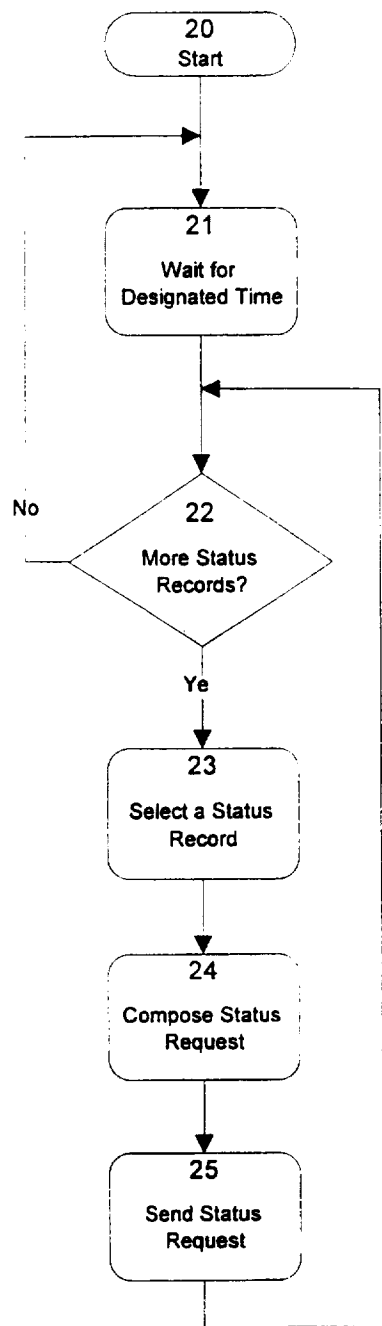 20
Start
21
Wait for
Designated Time
No
22
More Status
Records?
Ye
23
Select a Status
Record
24
Compose Status
Request
25
Send Status
Request